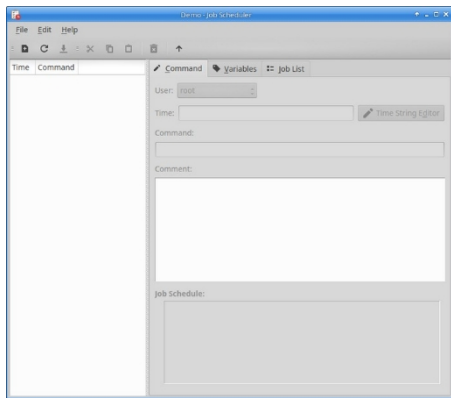 Demo - Job Scheduler
File Edit Help
Time Command
Command Variables Job List
User: root
Time: Time String Editor
Command:
Comment:
Job Schedule: